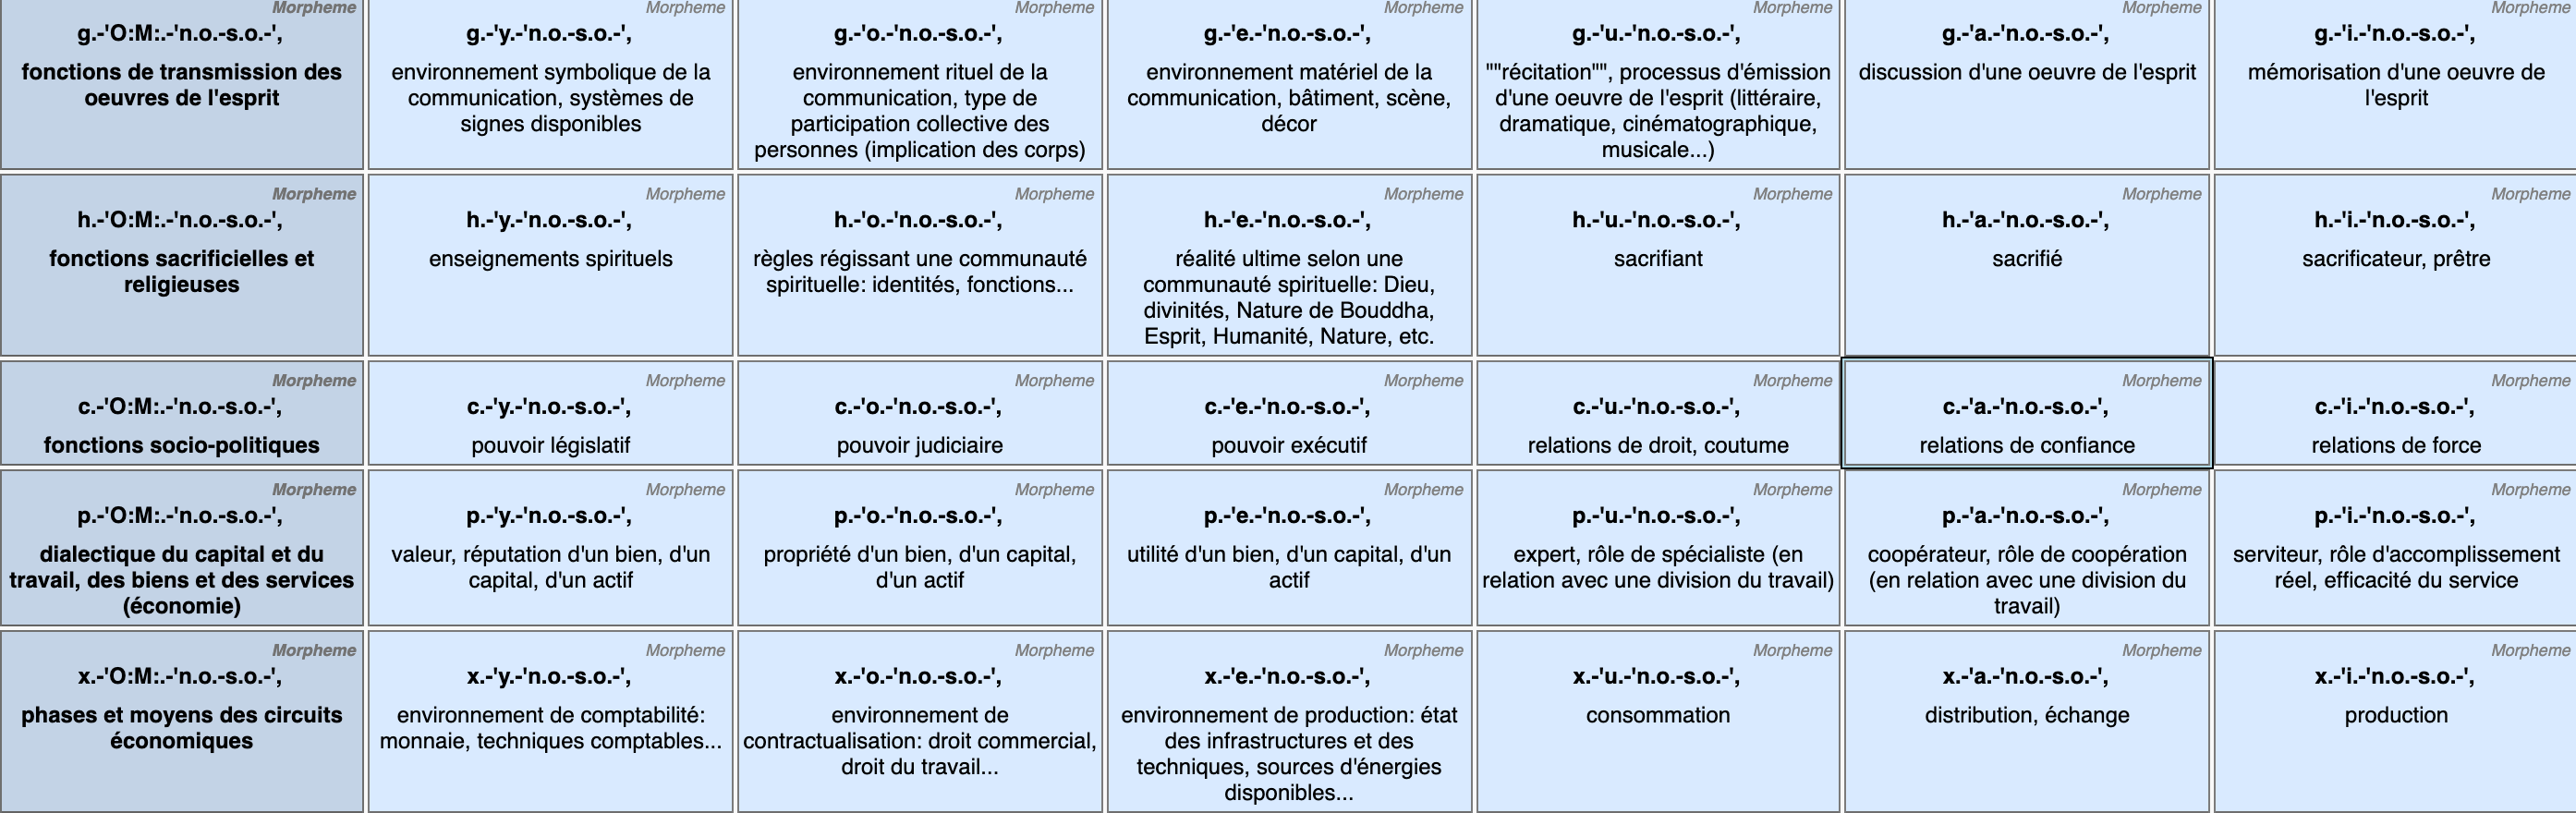 Morpheme
g.-'O:M:.-'n.o.-s.o.-',
fonctions de transmission des
oeuvres de l'esprit
Morpheme
g.-'y.-'n.o.-s.o.-',
environnement symbolique de la
communication, systèmes de
signes disponibles
Morpheme
g.-'o.-'n.o.-s.o.-',
environnement rituel de la
communication, type de
participation collective des
personnes (implication des corps)
Morpheme
g.-'e.-'n.o.-s.o.-',
environnement matériel de la
communication, bâtiment, scène,
décor
Morpheme
g.-'u.-'n.o.-s.o.-',
""récitation"", processus d'émission
d'une oeuvre de l'esprit (littéraire,
dramatique, cinématographique,
musicale...)
Morpheme
g.-'a.-'n.o.-s.o.-',
discussion d'une oeuvre de l'esprit
Morpheme
g.-'i.-'n.o.-s.o.-',
mémorisation d'une oeuvre de
l'esprit
Morpheme
h.-'O:M:.-'n.o.-s.o.-',
fonctions sacrificielles et
religieuses
Morpheme
h.-'y.-'n.o.-s.o.-',
enseignements spirituels
Morpheme
h.-'o.-'n.o.-s.o.-',
règles régissant une communauté
spirituelle: identités, fonctions...
Morpheme
h.-'e.-'n.o.-s.o.-',
réalité ultime selon une
communauté spirituelle: Dieu,
divinités, Nature de Bouddha,
Esprit, Humanité, Nature, etc.
Morpheme
h.-'u.-'n.o.-s.o.-',
sacrifiant
Morpheme
h.-'a.-'n.o.-s.o.-',
sacrifié
Morpheme
h.-'i.-'n.o.-s.o.-',
sacrificateur, prêtre
Morpheme
c.-'O:M:.-'n.o.-s.o.-',
fonctions socio-politiques
Morpheme
c.-'y.-'n.o.-s.o.-',
pouvoir législatif
Morpheme
c.-'o.-'n.o.-s.o.-',
pouvoir judiciaire
Morpheme
c.-'e.-'n.o.-s.o.-',
pouvoir exécutif
Morpheme
c.-'u.-'n.o.-s.o.-',
relations de droit, coutume
Morpheme
c.-'a.-'n.o.-s.o.-',
relations de confiance
Morpheme
c.-'i.-'n.o.-s.o.-',
relations de force
Morpheme
p.-'O:M:.-'n.o.-s.o.-',
dialectique du capital et du
travail, des biens et des services
(économie)
Morpheme
p.-'y.-'n.o.-s.o.-',
valeur, réputation d'un bien, d'un
capital, d'un actif
Morpheme
p.-'o.-'n.o.-s.o.-',
propriété d'un bien, d'un capital,
d'un actif
Morpheme
p.-'e.-'n.o.-s.o.-',
utilité d'un bien, d'un capital, d'un
actif
Morpheme
p.-'u.-'n.o.-s.o.-',
expert, rôle de spécialiste (en
relation avec une division du travail)
Morpheme
p.-'a.-'n.o.-s.o.-',
coopérateur, rôle de coopération
(en relation avec une division du
travail)
Morpheme
p.-'i.-'n.o.-s.o.-',
serviteur, rôle d'accomplissement
réel, efficacité du service
Morpheme
x.-'O:M:.-'n.o.-s.o.-',
phases et moyens des circuits
économiques
Morpheme
x.-'y.-'n.o.-s.o.-',
environnement de comptabilité:
monnaie, techniques comptables...
Morpheme
x.-'o.-'n.o.-s.o.-',
environnement de
contractualisation: droit commercial,
droit du travail...
Morpheme
x.-'e.-'n.o.-s.o.-',
environnement de production: état
des infrastructures et des
techniques, sources d'énergies
disponibles...
Morpheme
x.-'u.-'n.o.-s.o.-',
consommation
Morpheme
x.-'a.-'n.o.-s.o.-',
distribution, échange
Morpheme
x.-'i.-'n.o.-s.o.-',
production